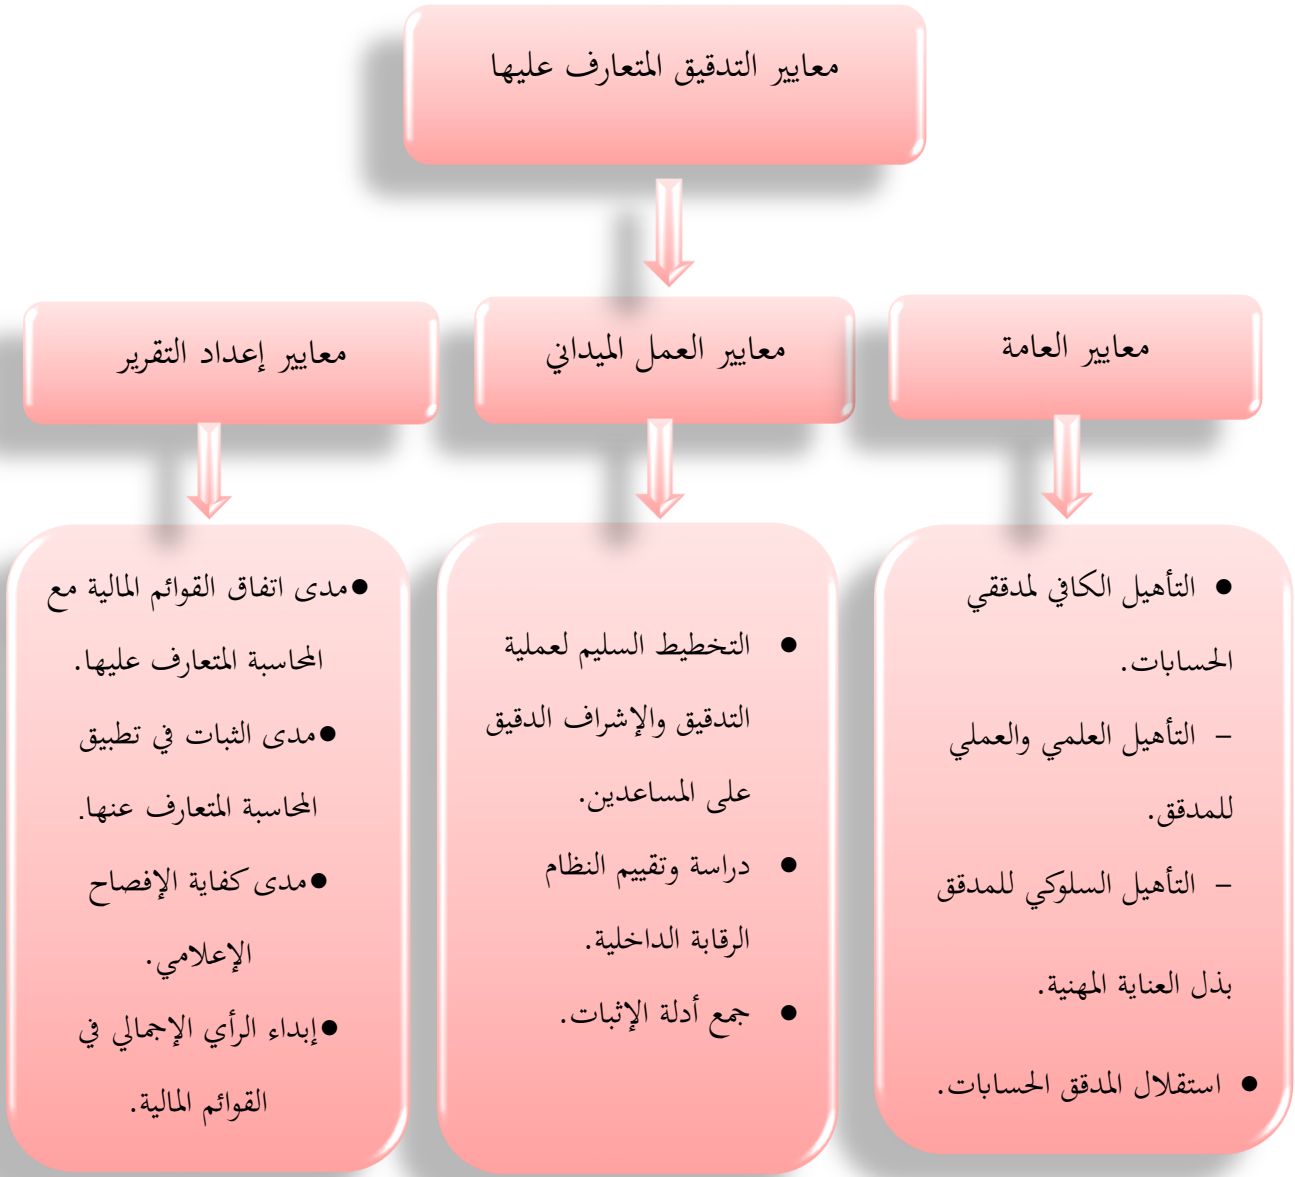 معايير التدقيق المتعارف عليها
معايير العامة
معايير العمل الميداني
معايير إعداد التقرير
● التأهيل الكافي لمدققي
الحسابات.
– التأهيل العلمي والعملي
للمدقق.
– التأهيل السلوكي للمدقق
بذل العناية المهنية.
● استقلال المدقق الحسابات.
● التخطيط السليم لعملية
التدقيق والإشراف الدقيق
على المساعدين.
● دراسة وتقييم النظام
الرقابة الداخلية.
● جمع أدلة الإثبات.
●مدى اتفاق القوائم المالية مع
المحاسبة المتعارف عليها.
●مدى الثبات في تطبيق
المحاسبة المتعارف عنها.
●مدى كفاية الإفصاح
الإعلامي.
●إبداء الرأي الإجمالي في
القوائم المالية.